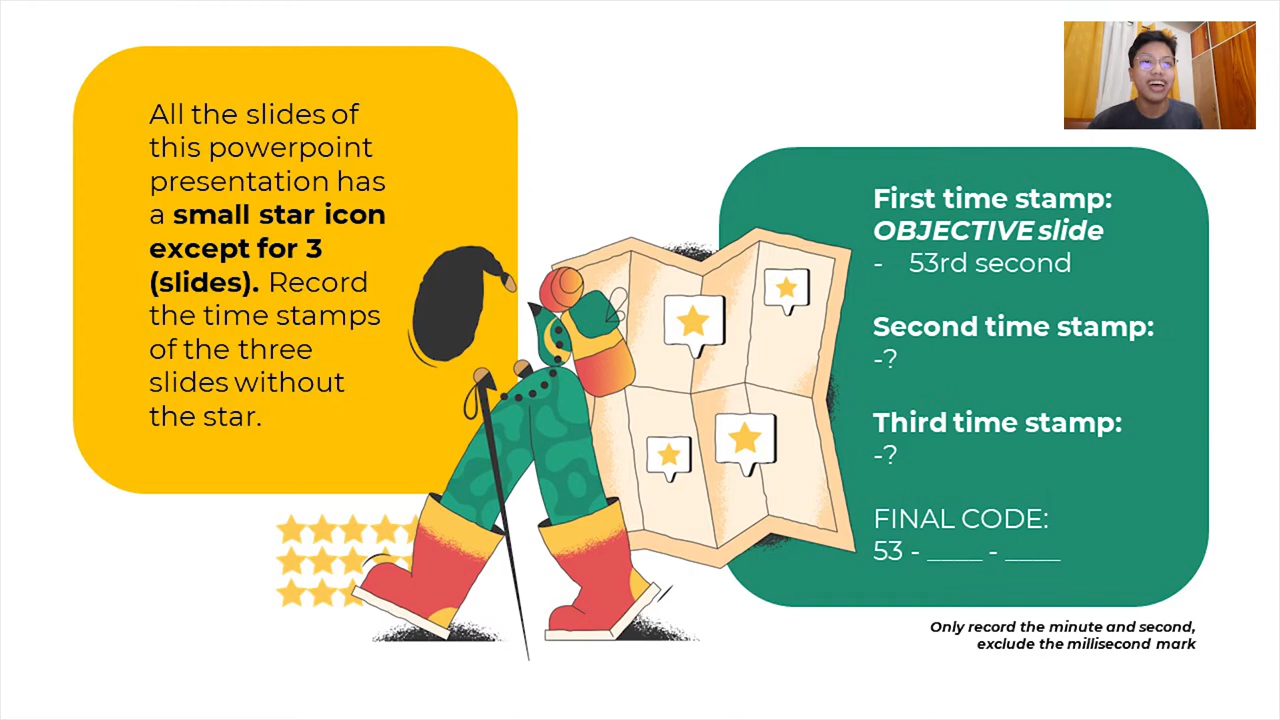 All the slides of
this powerpoint
presentation has
a small star icon
except for 3
(slides). Record
the time stamps
of the three
slides without
the star.
First time stamp:
OBJECTIVE slide
- 53rd second
Second time stamp:
-?
Third time stamp:
-?
FINAL CODE:
53 - ____ - ____
Only record the minute and second,
exclude the millisecond mark